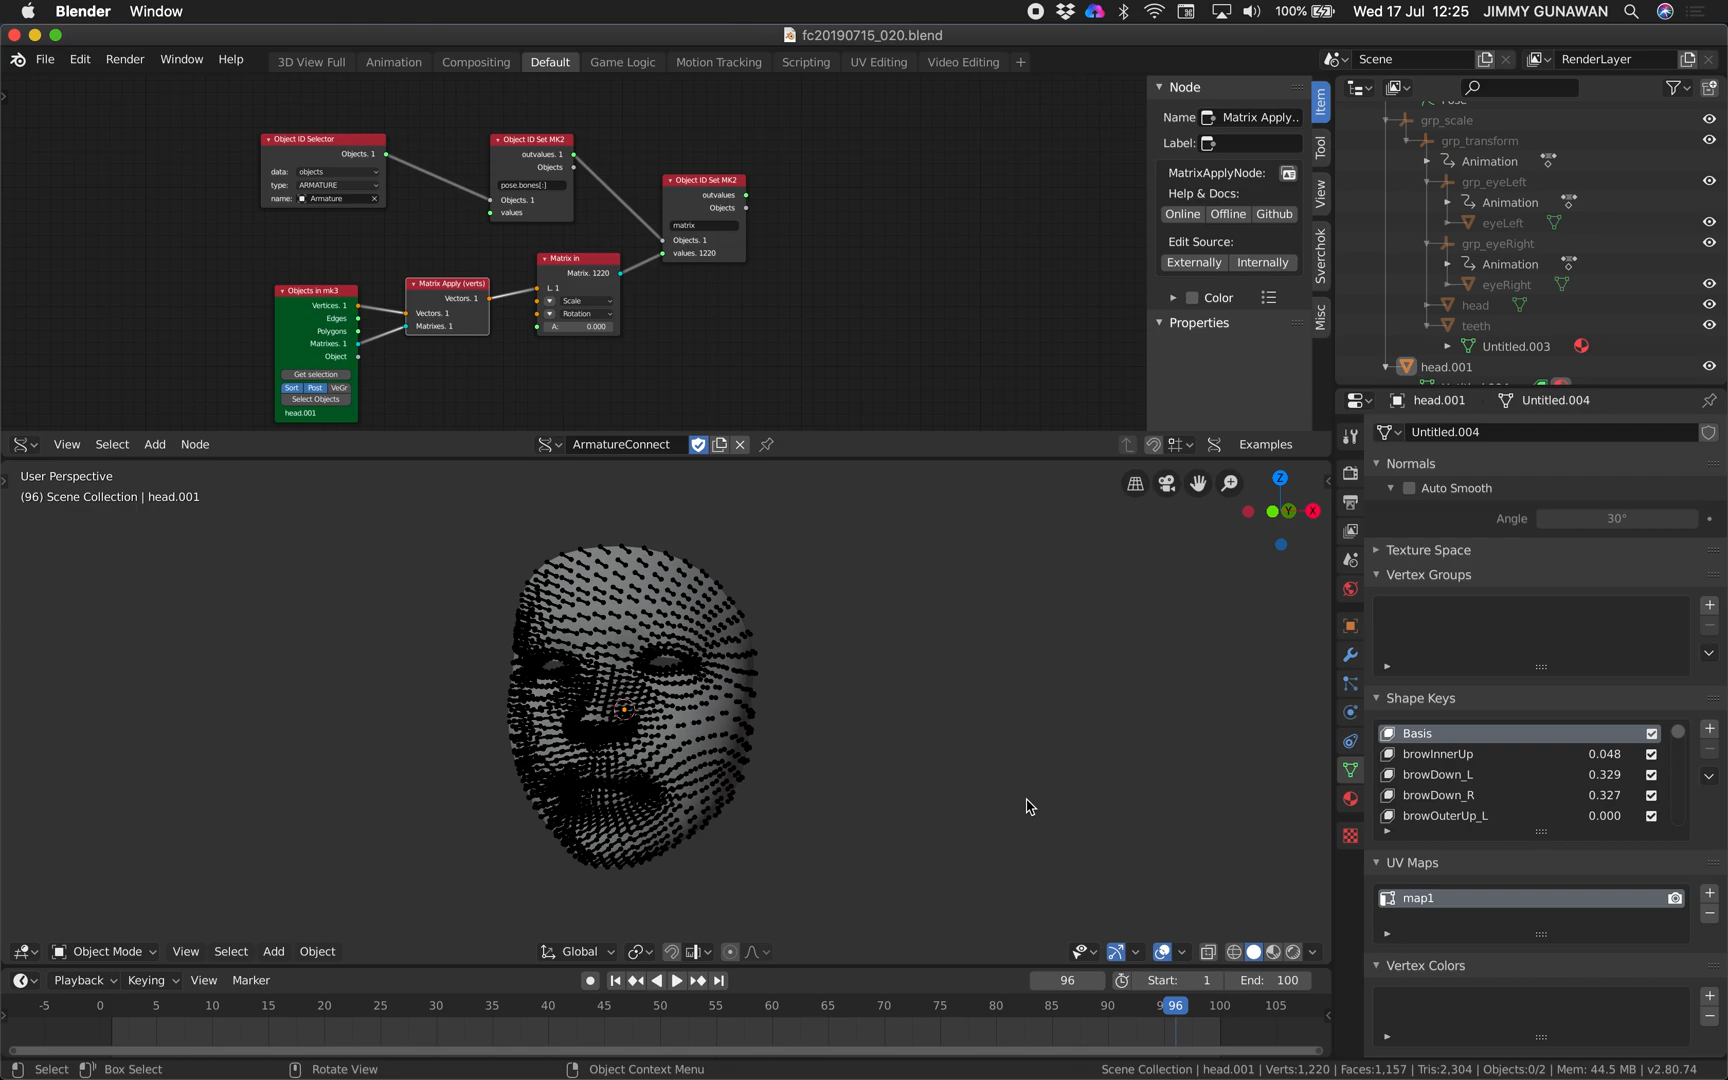 Blender Window 100% Wed 17 Jul 12:25 JIMMY GUNAWAN
fc20190715_020.blend
File Edit Render Window Help 3D View Full Animation Compositing Default Game Logic Motion Tracking Scripting UV Editing Video Editing + Scene RenderLayer
Object ID Selector
Objects. 1
data: objects
type: ARMATURE
name: Armature
Object ID Set MK2
outvalues. 1
Objects
pose.bones[:]
Objects. 1
values
Object ID Set MK2
outvalues
Objects
matrix
Objects. 1
values. 1220
Matrix in
Matrix. 1220
L. 1
Scale
Rotation
A: 0.000
Matrix Apply (verts)
Vectors. 1
Vectors. 1
Matrixes. 1
Objects in mk3
Vertices. 1
Edges
Polygons
Matrixes. 1
Object
Get selection
Sort Post VeGr
Select Objects
head.001
Node
Name Matrix Apply..
Label:
MatrixApplyNode:
Help & Docs:
Online Offline Github
Edit Source:
Externally Internally
Color
Properties
Item
Tool
View
Sverchok
Misc
grp_scale
grp_transform
Animation
grp_eyeLeft
Animation
eyeLeft
grp_eyeRight
Animation
eyeRight
head
teeth
Untitled.003
head.001
View Select Add Node ArmatureConnect Examples
User Perspective
(96) Scene Collection | head.001
Z
Y
X
head.001 Untitled.004
Untitled.004
Normals
Auto Smooth
Angle 30°
Texture Space
Vertex Groups
Shape Keys
Basis
browInnerUp 0.048
browDown_L 0.329
browDown_R 0.327
browOuterUp_L 0.000
UV Maps
map1
Vertex Colors
Object Mode View Select Add Object Global
Playback Keying View Marker 96 Start: 1 End: 100
-5 0 5 10 15 20 25 30 35 40 45 50 55 60 65 70 75 80 85 90 96 100 105
Select Box Select Rotate View Object Context Menu Scene Collection | head.001 | Verts:1,220 | Faces:1,157 | Tris:2,304 | Objects:0/2 | Mem: 44.5 MB | v2.80.74